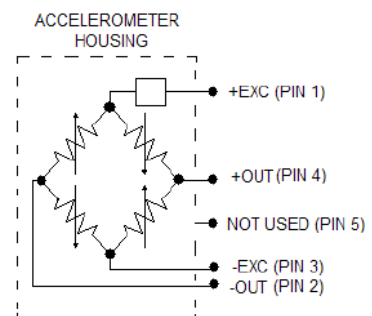 ACCELEROMETER
HOUSING
+EXC (PIN 1)
+OUT (PIN 4)
NOT USED (PIN 5)
-EXC (PIN 3)
-OUT (PIN 2)